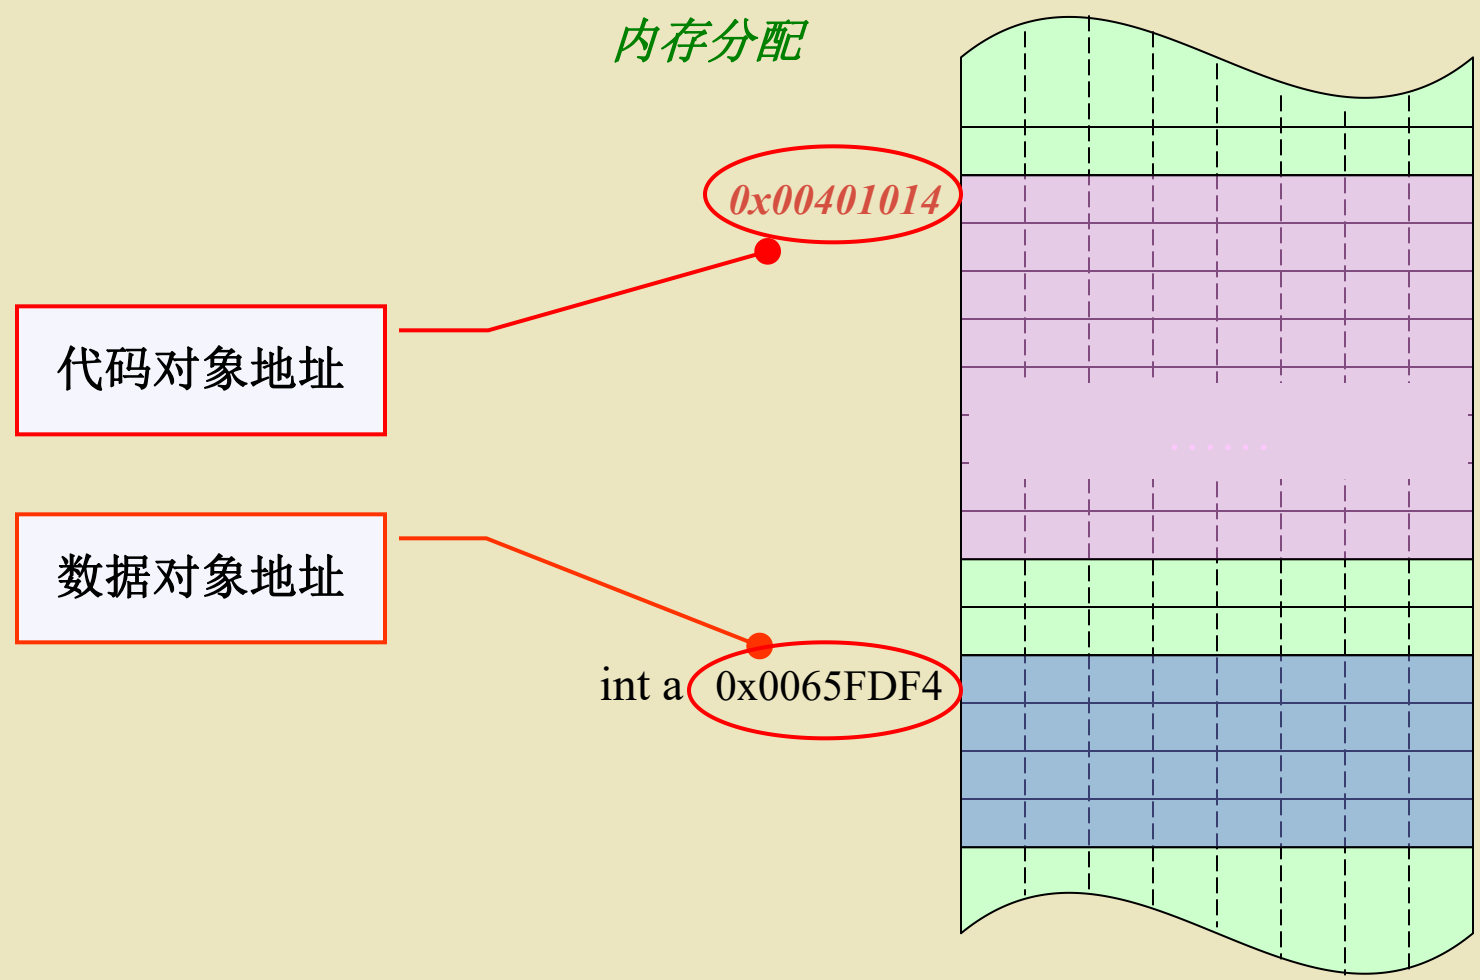 内存分配
0x00401014
代码对象地址
......
数据对象地址
int a 0x0065FDF4